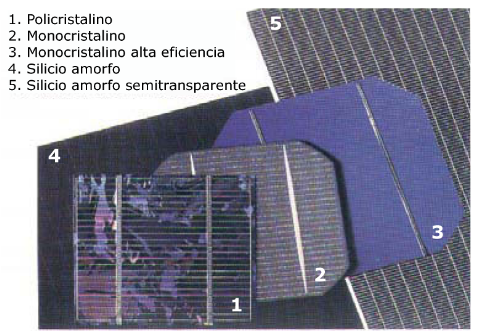 1. Policristalino
2. Monocristalino
3. Monocristalino alta eficiencia
4. Silicio amorfo
5. Silicio amorfo semitransparente
5
4
3
2
1